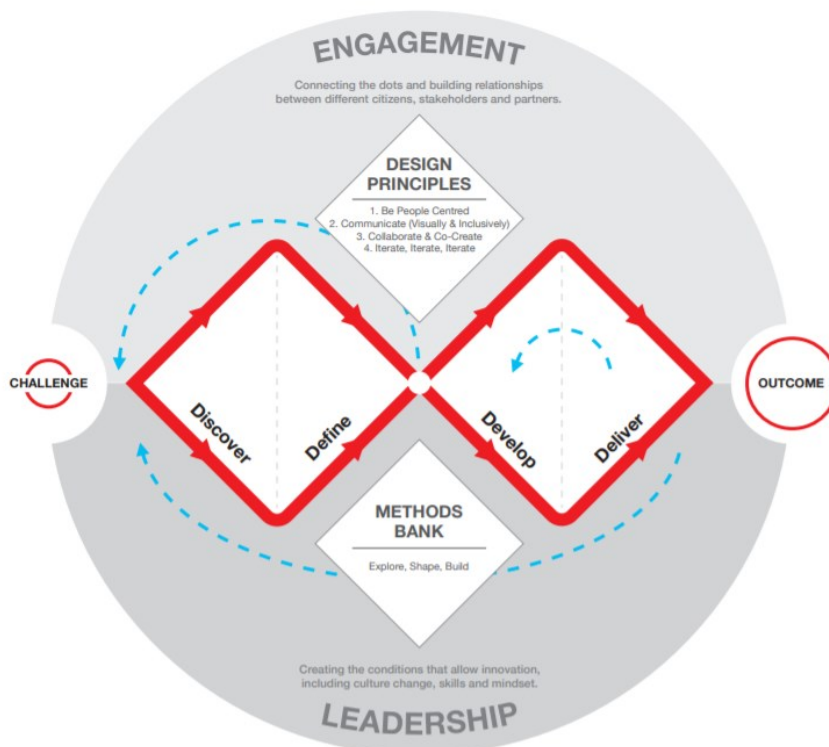 ENGAGEMENT
Connecting the dots and building relationships
between different citizens, stakeholders and partners.
DESIGN
PRINCIPLES
1. Be People Centred
2. Communicate (Visually & Inclusively)
3. Collaborate & Co-Create
4. Iterate, Iterate, Iterate
CHALLENGE
Discover
Define
Develop
Deliver
OUTCOME
METHODS
BANK
Explore, Shape, Build
Creating the conditions that allow innovation,
including culture change, skills and mindset.
LEADERSHIP